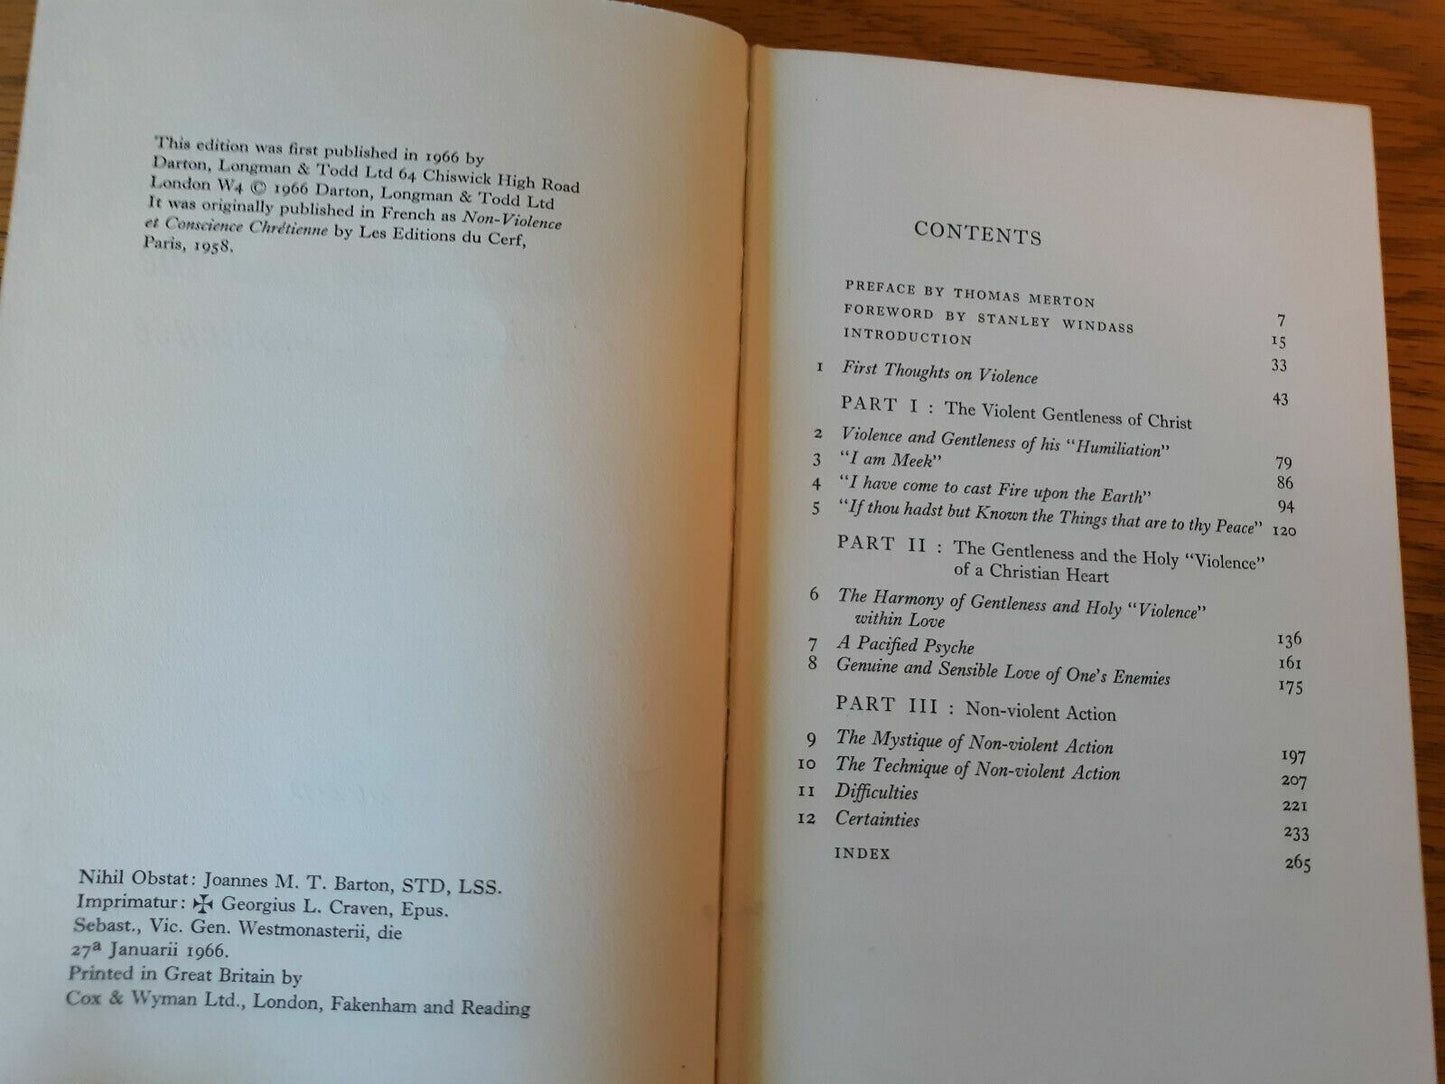 This edition was first published in 1966 by
Darton, Longman & Todd Ltd 64 Chiswick High Road
London W4 © 1966 Darton, Longman & Todd Ltd
It was originally published in French as Non-Violence
et Conscience Chrétienne by Les Editions du Cerf,
Paris, 1958.
Nihil Obstat: Joannes M. T. Barton, STD, LSS.
Imprimatur: ✠ Georgius L. Craven, Epus.
Sebast., Vic. Gen. Westmonasterii, die
27ª Januarii 1966.
Printed in Great Britain by
Cox & Wyman Ltd., London, Fakenham and Reading
CONTENTS
PREFACE BY THOMAS MERTON 7
FOREWORD BY STANLEY WINDASS 15
INTRODUCTION 33
1 First Thoughts on Violence 43
PART I : The Violent Gentleness of Christ
2 Violence and Gentleness of his "Humiliation" 79
3 "I am Meek" 86
4 "I have come to cast Fire upon the Earth" 94
5 "If thou hadst but Known the Things that are to thy Peace" 120
PART II : The Gentleness and the Holy "Violence"
of a Christian Heart
6 The Harmony of Gentleness and Holy "Violence"
within Love 136
7 A Pacified Psyche 161
8 Genuine and Sensible Love of One's Enemies 175
PART III : Non-violent Action
9 The Mystique of Non-violent Action 197
10 The Technique of Non-violent Action 207
11 Difficulties 221
12 Certainties 233
INDEX 265